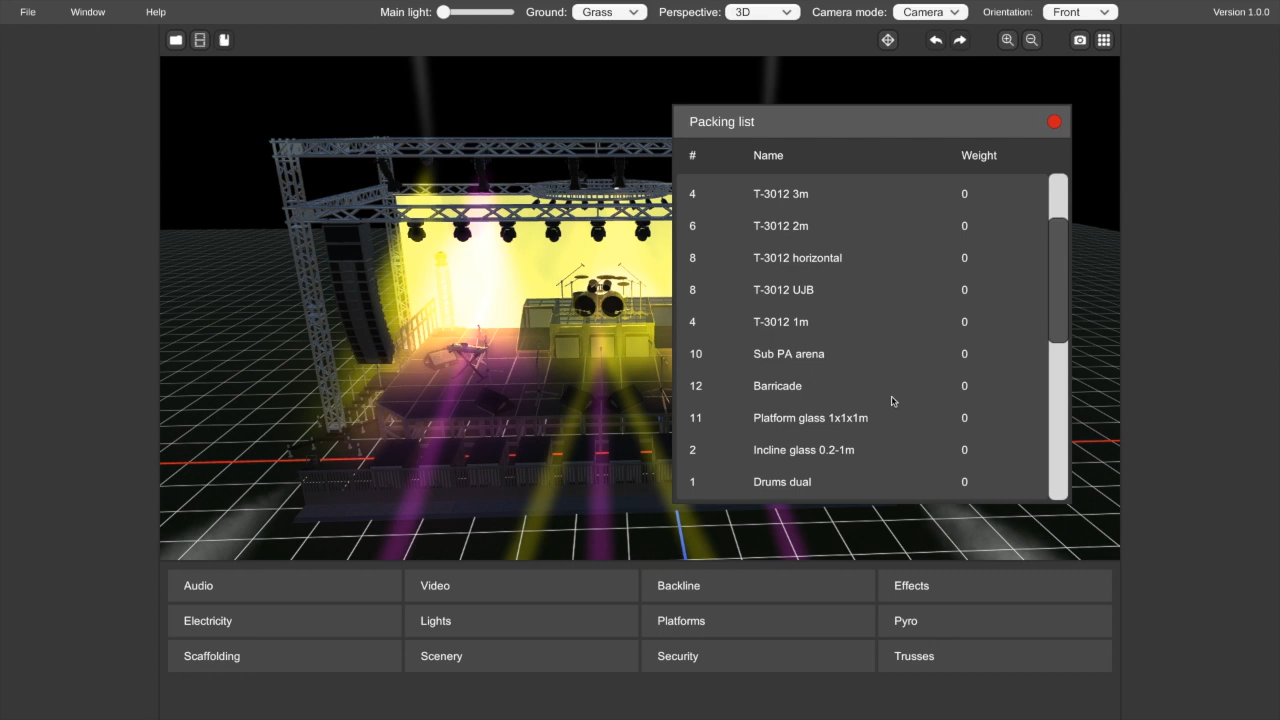 File Window Help Main light: Ground: Grass Perspective: 3D Camera mode: Camera Orientation: Front Version 1.0.0
Packing list
# Name Weight
4 T-3012 3m 0
6 T-3012 2m 0
8 T-3012 horizontal 0
8 T-3012 UJB 0
4 T-3012 1m 0
10 Sub PA arena 0
12 Barricade 0
11 Platform glass 1x1x1m 0
2 Incline glass 0.2-1m 0
1 Drums dual 0
Audio Video Backline Effects
Electricity Lights Platforms Pyro
Scaffolding Scenery Security Trusses